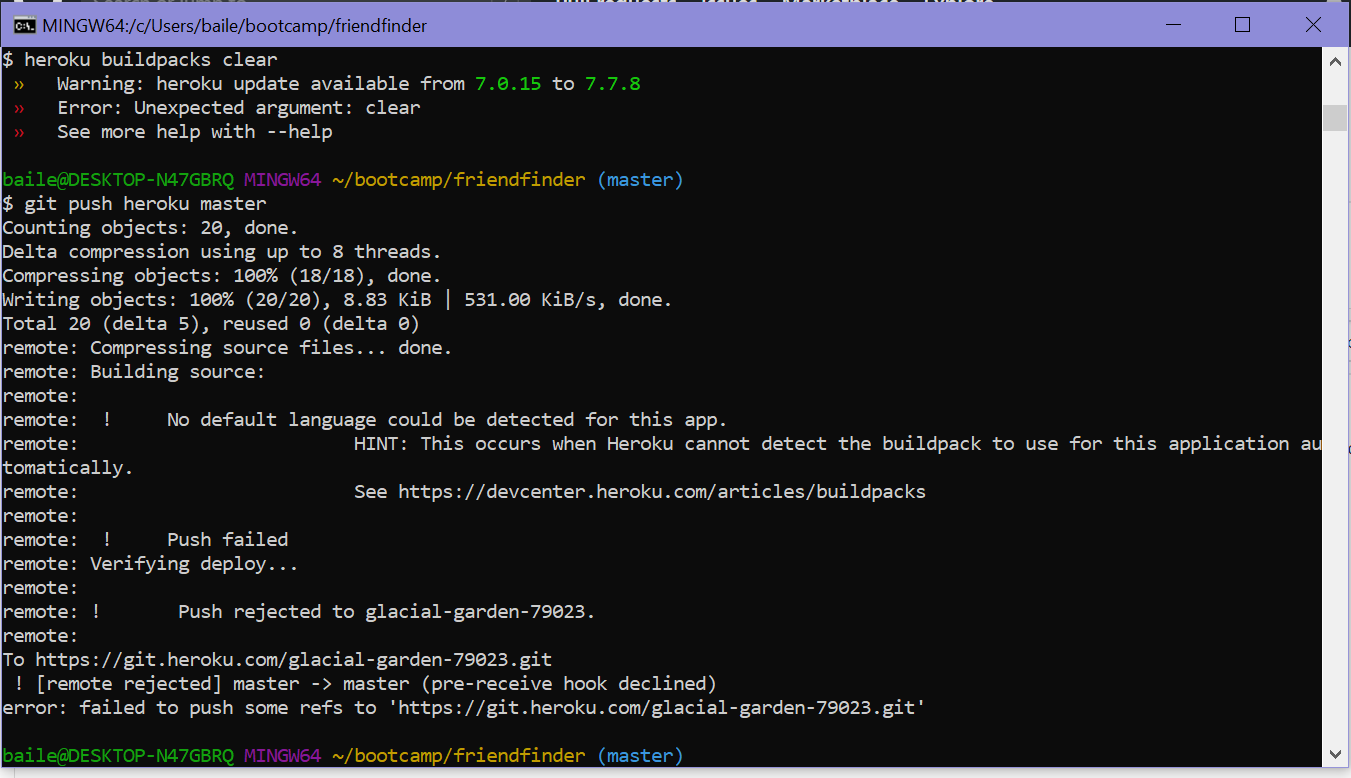 MINGW64:/c/Users/baile/bootcamp/friendfinder
$ heroku buildpacks clear
»   Warning: heroku update available from 7.0.15 to 7.7.8
»   Error: Unexpected argument: clear
»   See more help with --help
baile@DESKTOP-N47GBRQ MINGW64 ~/bootcamp/friendfinder (master)
$ git push heroku master
Counting objects: 20, done.
Delta compression using up to 8 threads.
Compressing objects: 100% (18/18), done.
Writing objects: 100% (20/20), 8.83 KiB | 531.00 KiB/s, done.
Total 20 (delta 5), reused 0 (delta 0)
remote: Compressing source files... done.
remote: Building source:
remote:
remote:  !     No default language could be detected for this app.
remote:                         HINT: This occurs when Heroku cannot detect the buildpack to use for this application au
tomatically.
remote:                         See https://devcenter.heroku.com/articles/buildpacks
remote:
remote:  !     Push failed
remote: Verifying deploy...
remote:
remote: !       Push rejected to glacial-garden-79023.
remote:
To https://git.heroku.com/glacial-garden-79023.git
 ! [remote rejected] master -> master (pre-receive hook declined)
error: failed to push some refs to 'https://git.heroku.com/glacial-garden-79023.git'
baile@DESKTOP-N47GBRQ MINGW64 ~/bootcamp/friendfinder (master)